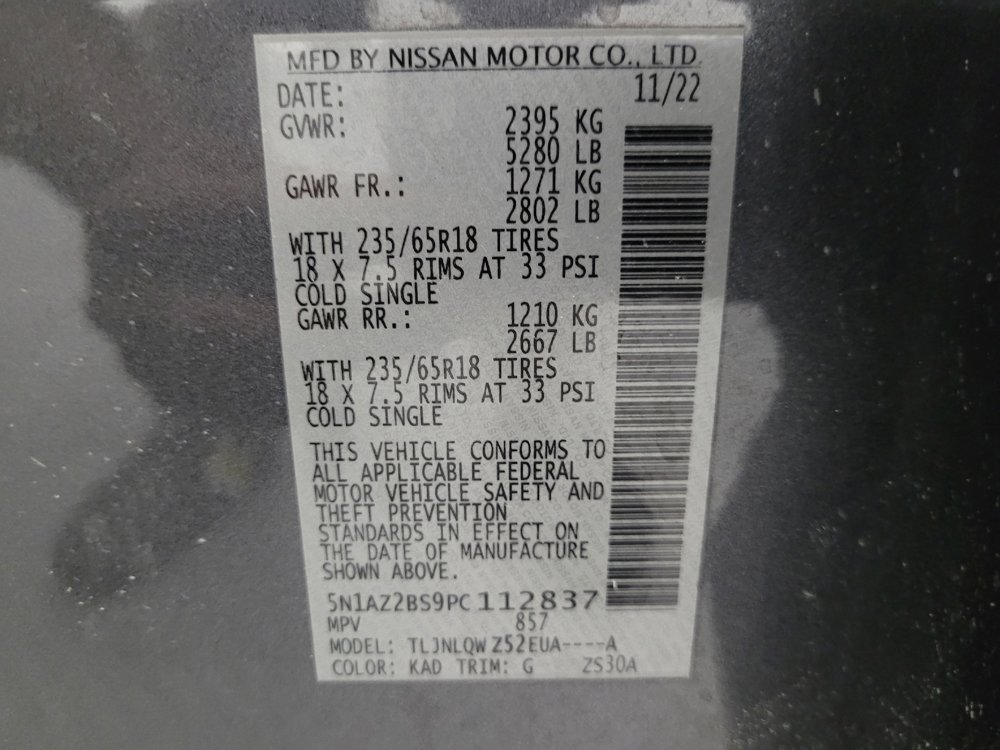 MFD BY NISSAN MOTOR CO., LTD.
DATE: 11/22
GVWR: 2395 KG
5280 LB
GAWR FR.: 1271 KG
2802 LB
WITH 235/65R18 TIRES
18 X 7.5 RIMS AT 33 PSI
COLD SINGLE
GAWR RR.: 1210 KG
2667 LB
WITH 235/65R18 TIRES
18 X 7.5 RIMS AT 33 PSI
COLD SINGLE
THIS VEHICLE CONFORMS TO
ALL APPLICABLE FEDERAL
MOTOR VEHICLE SAFETY AND
THEFT PREVENTION
STANDARDS IN EFFECT ON
THE DATE OF MANUFACTURE
SHOWN ABOVE.
5N1AZ2BS9PC112837
MPV 857
MODEL: TLJNLQW Z52EUA----A
COLOR: KAD TRIM: G ZS30A